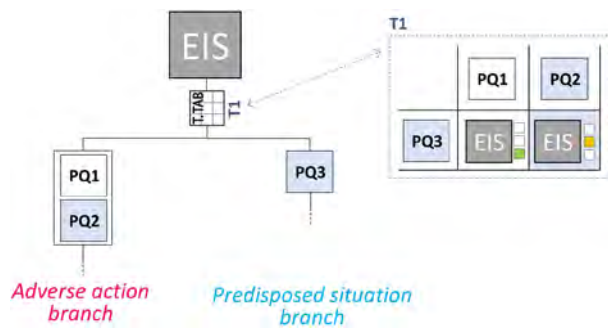 EIS
T.TAB
T1
PQ1
PQ2
PQ3
Adverse action
branch
Predisposed situation
branch
T1
PQ1
PQ2
PQ3
EIS
EIS